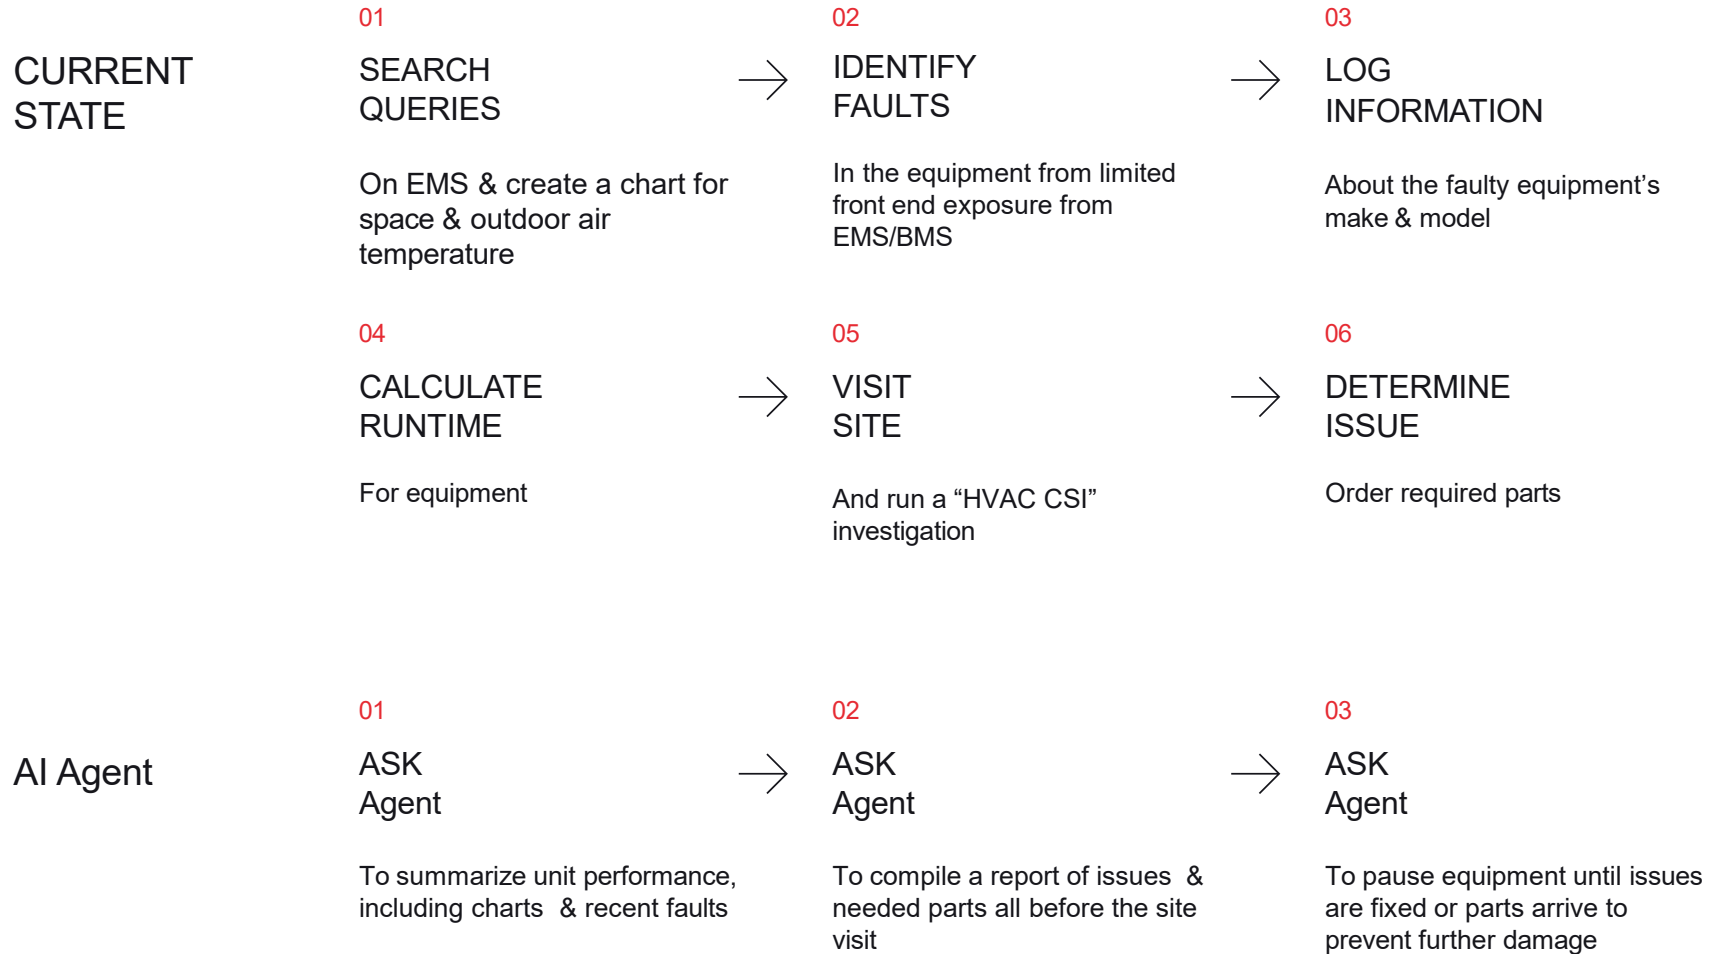 CURRENT
STATE
01
SEARCH
QUERIES
On EMS & create a chart for
space & outdoor air
temperature
02
IDENTIFY
FAULTS
In the equipment from limited
front end exposure from
EMS/BMS
03
LOG
INFORMATION
About the faulty equipment’s
make & model
04
CALCULATE
RUNTIME
For equipment
05
VISIT
SITE
And run a “HVAC CSI”
investigation
06
DETERMINE
ISSUE
Order required parts
AI Agent
01
ASK
Agent
To summarize unit performance,
including charts  & recent faults
02
ASK
Agent
To compile a report of issues  &
needed parts all before the site
visit
03
ASK
Agent
To pause equipment until issues
are fixed or parts arrive to
prevent further damage